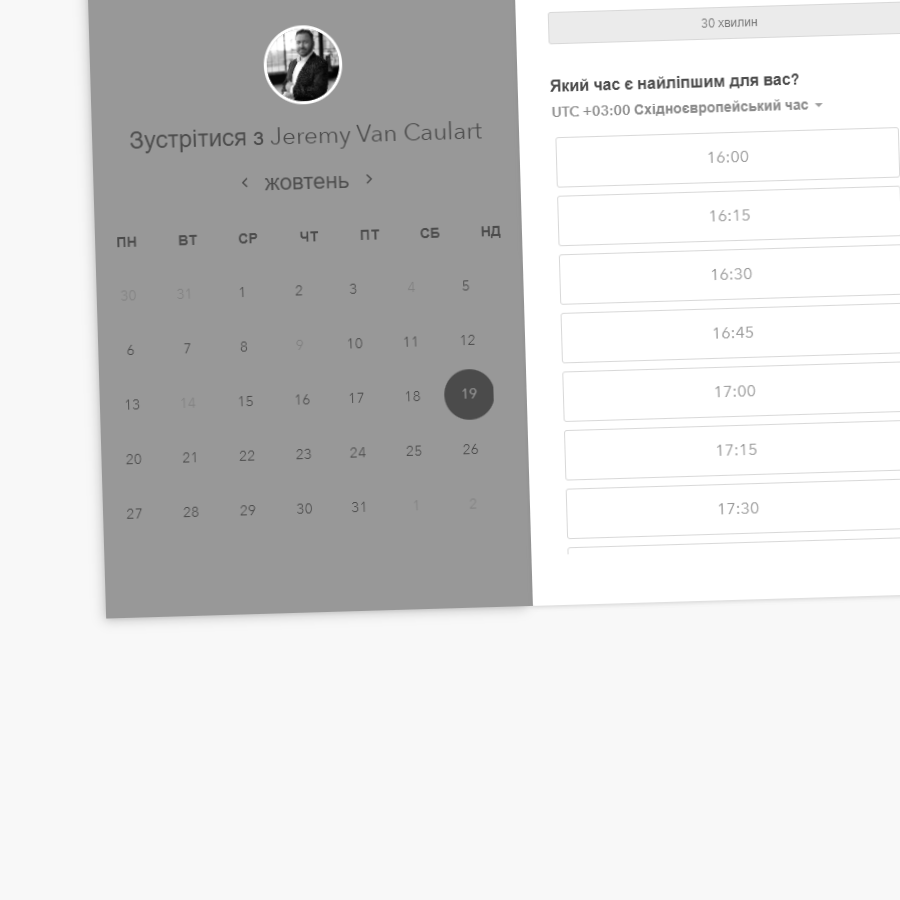 Зустрітися з Jeremy Van Caulart
жовтень
ПН ВТ СР ЧТ ПТ СБ НД
30 31 1 2 3 4 5
6 7 8 9 10 11 12
13 14 15 16 17 18 19
20 21 22 23 24 25 26
27 28 29 30 31 1 2
30 хвилин
Який час є найліпшим для вас?
UTC +03:00 Східноєвропейський час
16:00
16:15
16:30
16:45
17:00
17:15
17:30